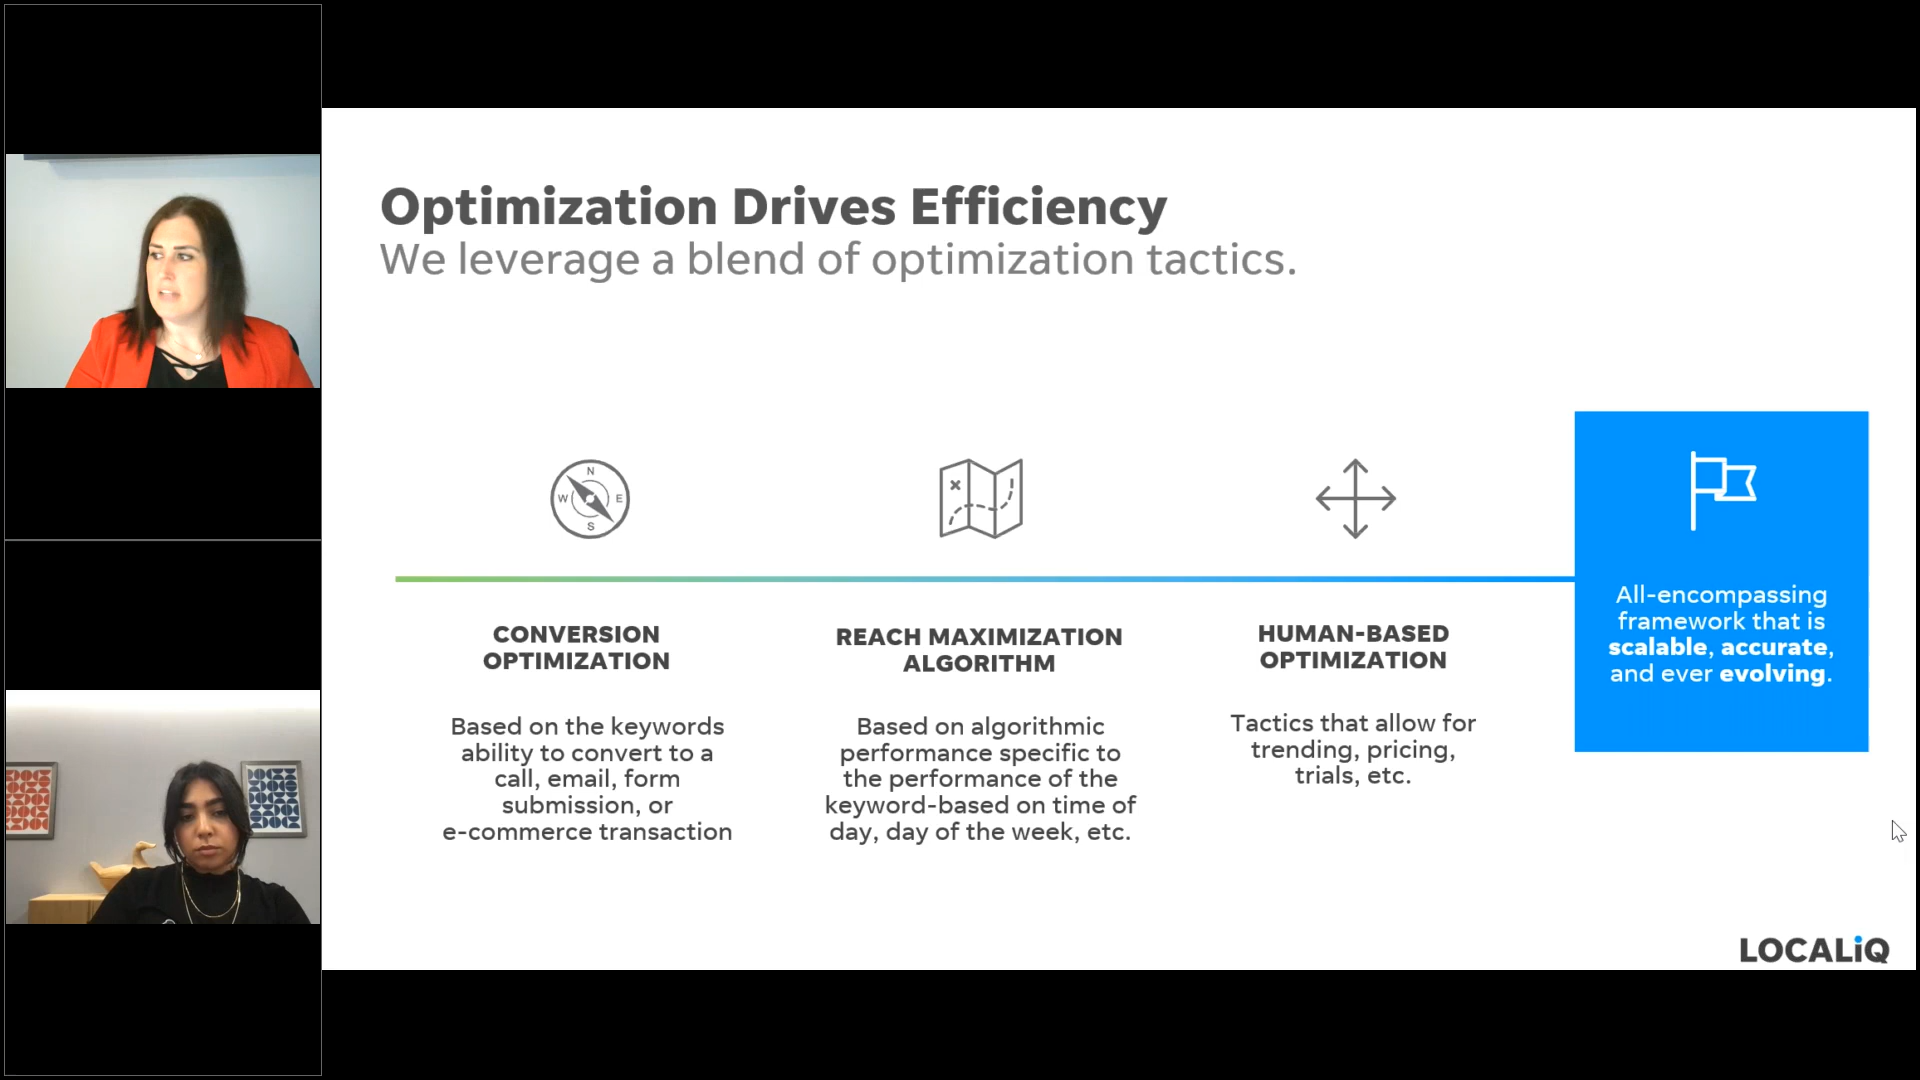 Optimization Drives Efficiency
We leverage a blend of optimization tactics.
N
W
E
S
CONVERSION
OPTIMIZATION
Based on the keywords
ability to convert to a
call, email, form
submission, or
e-commerce transaction
REACH MAXIMIZATION
ALGORITHM
Based on algorithmic
performance specific to
the performance of the
keyword-based on time of
day, day of the week, etc.
HUMAN-BASED
OPTIMIZATION
Tactics that allow for
trending, pricing,
trials, etc.
All-encompassing
framework that is
scalable, accurate,
and ever evolving.
LOCALiQ